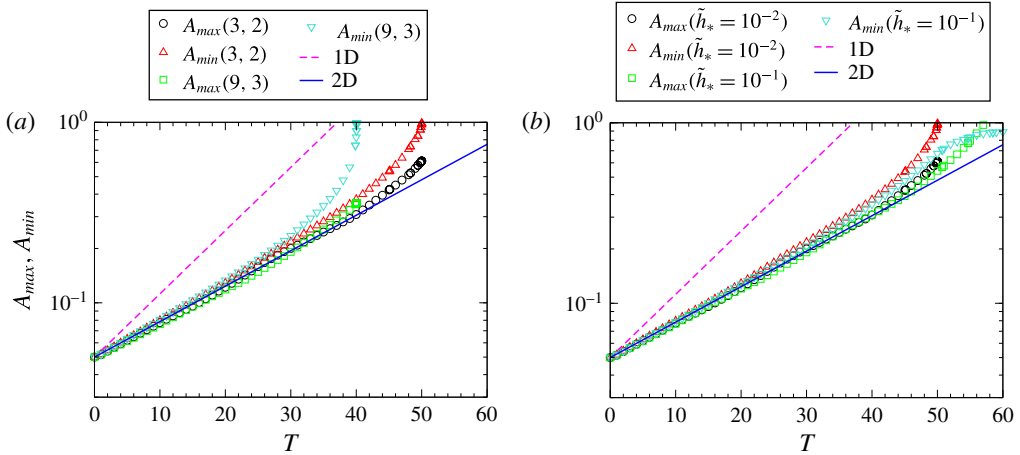 A_max(3, 2) A_min(9, 3)
A_min(3, 2) 1D
A_max(9, 3) 2D
A_max(h̃_* = 10^−2) A_min(h̃_* = 10^−1)
A_min(h̃_* = 10^−2) 1D
A_max(h̃_* = 10^−1) 2D
(a)
10^0
10^−1
A_max, A_min
0 10 20 30 40 50 60
T
(b)
10^0
10^−1
0 10 20 30 40 50 60
T